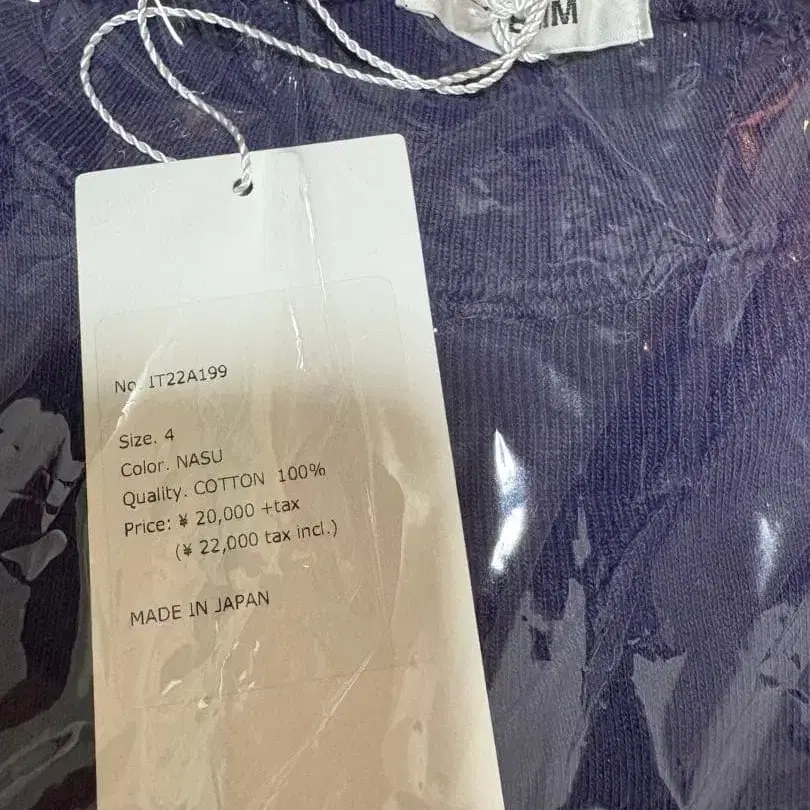 No. IT22A199
Size. 4
Color. NASU
Quality. COTTON 100%
Price: ¥ 20,000 +tax
(¥ 22,000 tax incl.)
MADE IN JAPAN